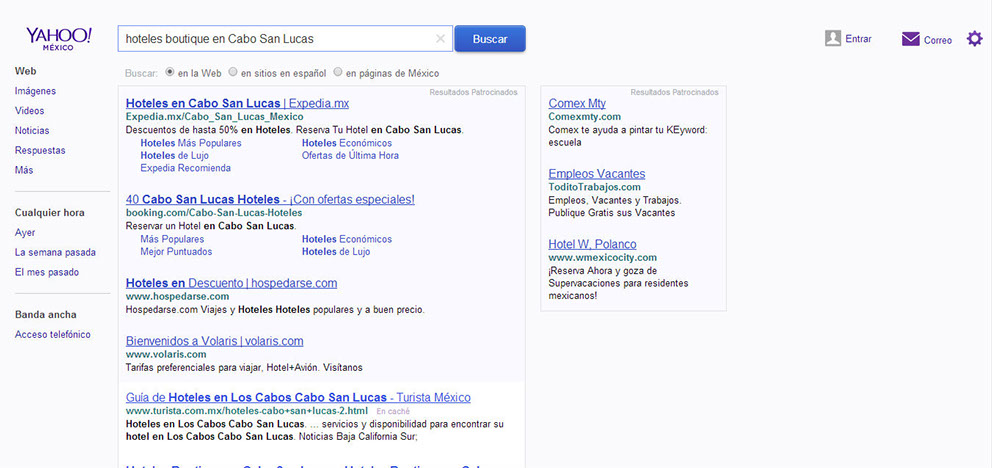 YAHOO!
MÉXICO
hoteles boutique en Cabo San Lucas
Buscar
Entrar
Correo
Buscar: en la Web en sitios en español en páginas de México
Web
Imágenes
Videos
Noticias
Respuestas
Más
Cualquier hora
Ayer
La semana pasada
El mes pasado
Banda ancha
Acceso telefónico
Resultados Patrocinados
Hoteles en Cabo San Lucas | Expedia.mx
Expedia.mx/Cabo_San_Lucas_Mexico
Descuentos de hasta 50% en Hoteles. Reserva Tu Hotel en Cabo San Lucas.
Hoteles Más Populares Hoteles Económicos
Hoteles de Lujo Ofertas de Última Hora
Expedia Recomienda
40 Cabo San Lucas Hoteles - ¡Con ofertas especiales!
booking.com/Cabo-San-Lucas-Hoteles
Reservar un Hotel en Cabo San Lucas.
Más Populares Hoteles Económicos
Mejor Puntuados Hoteles de Lujo
Hoteles en Descuento | hospedarse.com
www.hospedarse.com
Hospedarse.com Viajes y Hoteles Hoteles populares y a buen precio.
Bienvenidos a Volaris | volaris.com
www.volaris.com
Tarifas preferenciales para viajar, Hotel+Avión. Visítanos
Guía de Hoteles en Los Cabos Cabo San Lucas - Turista México
www.turista.com.mx/hoteles-cabo+san+lucas-2.html En caché
Hoteles en Los Cabos Cabo San Lucas. ... servicios y disponibilidad para encontrar su
hotel en Los Cabos Cabo San Lucas. Noticias Baja California Sur;
Resultados Patrocinados
Comex Mty
Comexmty.com
Comex te ayuda a pintar tu KEyword:
escuela
Empleos Vacantes
ToditoTrabajos.com
Empleos, Vacantes y Trabajos.
Publique Gratis sus Vacantes
Hotel W, Polanco
www.wmexicocity.com
¡Reserva Ahora y goza de
Supervacaciones para residentes
mexicanos!